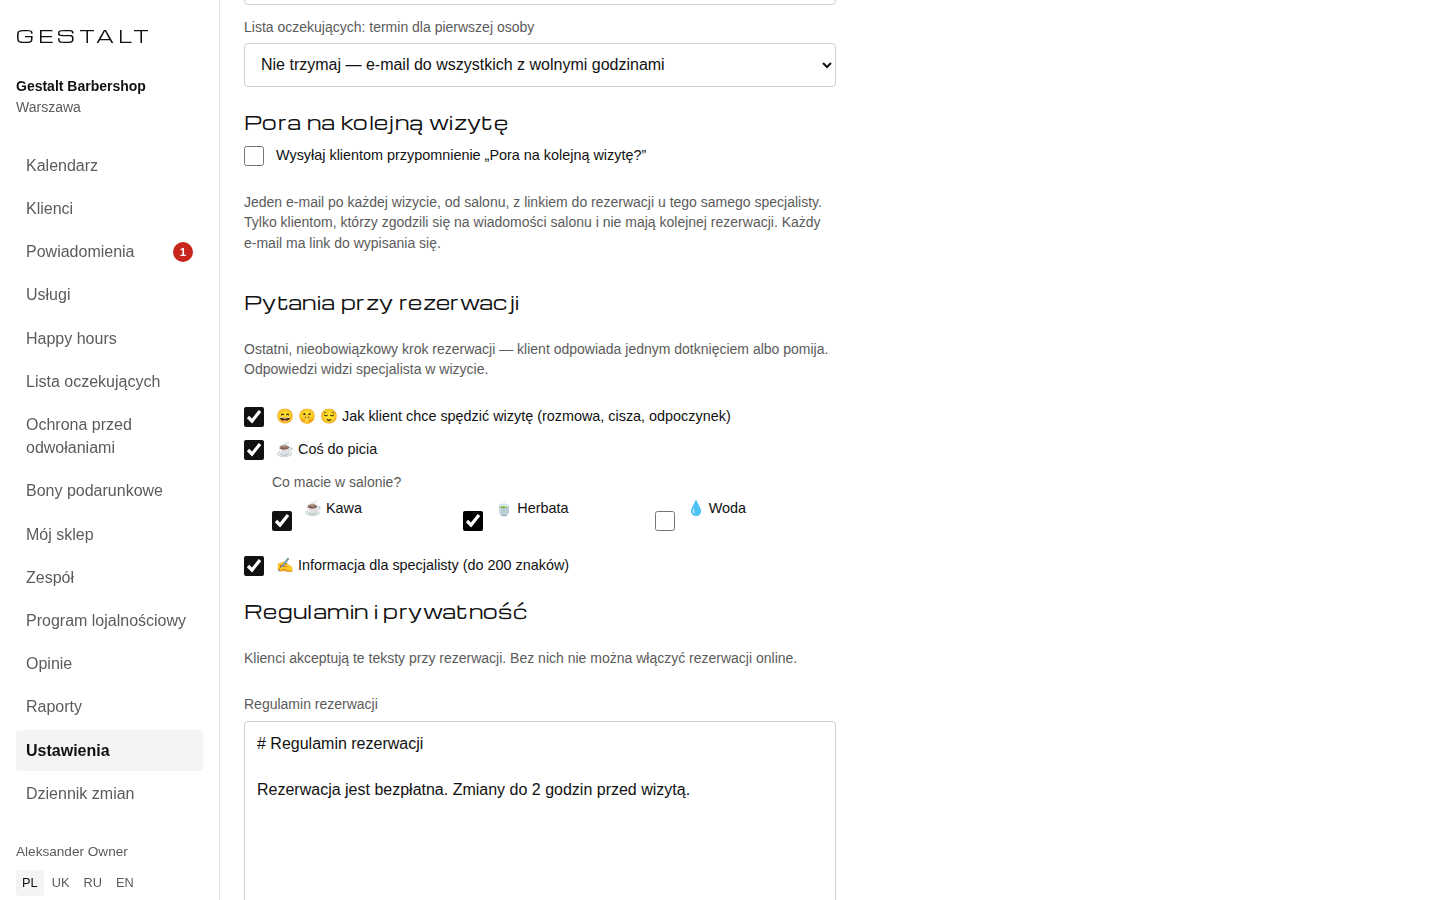 GESTALT
Gestalt Barbershop
Warszawa
Kalendarz
Klienci
Powiadomienia 1
Usługi
Happy hours
Lista oczekujących
Ochrona przed
odwołaniami
Bony podarunkowe
Mój sklep
Zespół
Program lojalnościowy
Opinie
Raporty
Ustawienia
Dziennik zmian
Aleksander Owner
PL UK RU EN
Lista oczekujących: termin dla pierwszej osoby
Nie trzymaj — e-mail do wszystkich z wolnymi godzinami
Pora na kolejną wizytę
Wysyłaj klientom przypomnienie „Pora na kolejną wizytę?”
Jeden e-mail po każdej wizycie, od salonu, z linkiem do rezerwacji u tego samego specjalisty.
Tylko klientom, którzy zgodzili się na wiadomości salonu i nie mają kolejnej rezerwacji. Każdy
e-mail ma link do wypisania się.
Pytania przy rezerwacji
Ostatni, nieobowiązkowy krok rezerwacji — klient odpowiada jednym dotknięciem albo pomija.
Odpowiedzi widzi specjalista w wizycie.
😄 🤫 😌 Jak klient chce spędzić wizytę (rozmowa, cisza, odpoczynek)
☕ Coś do picia
Co macie w salonie?
☕ Kawa 🍵 Herbata 💧 Woda
✍️ Informacja dla specjalisty (do 200 znaków)
Regulamin i prywatność
Klienci akceptują te teksty przy rezerwacji. Bez nich nie można włączyć rezerwacji online.
Regulamin rezerwacji
# Regulamin rezerwacji
Rezerwacja jest bezpłatna. Zmiany do 2 godzin przed wizytą.